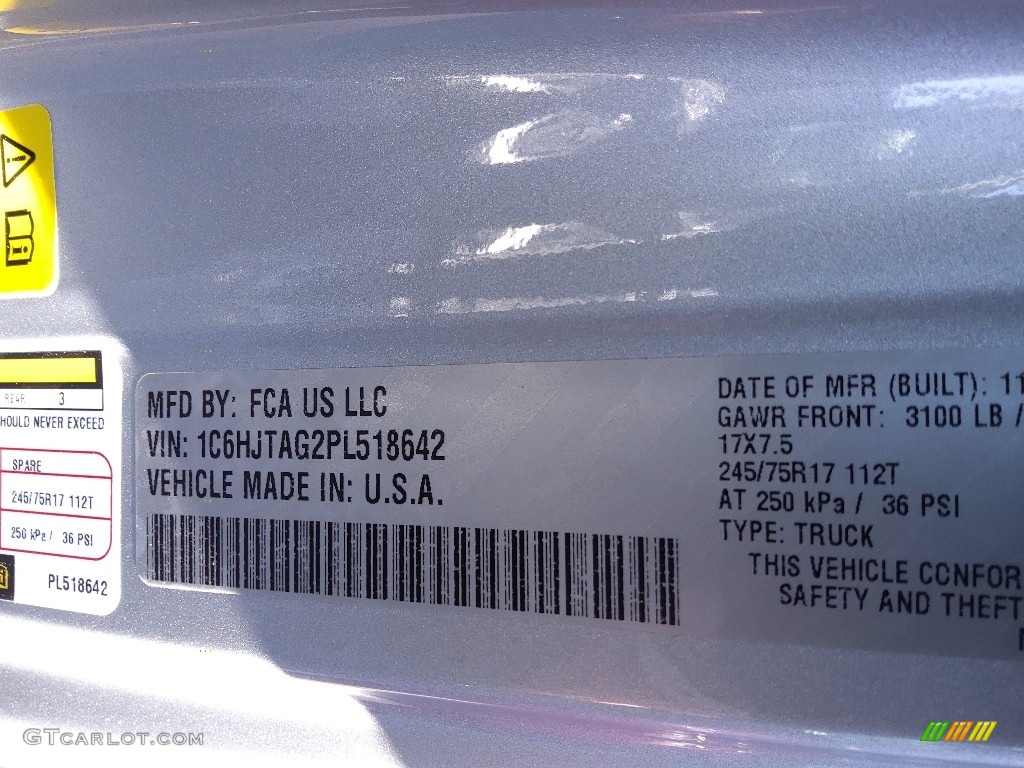 REAR 3
HOULD NEVER EXCEED
SPARE
245/75R17 112T
250 kPa / 36 PSI
PL518642
MFD BY: FCA US LLC
VIN: 1C6HJTAG2PL518642
VEHICLE MADE IN: U.S.A.
DATE OF MFR (BUILT): 11
GAWR FRONT: 3100 LB /
17X7.5
245/75R17 112T
AT 250 kPa / 36 PSI
TYPE: TRUCK
THIS VEHICLE CONFOR
SAFETY AND THEFT
GTCARLOT.COM